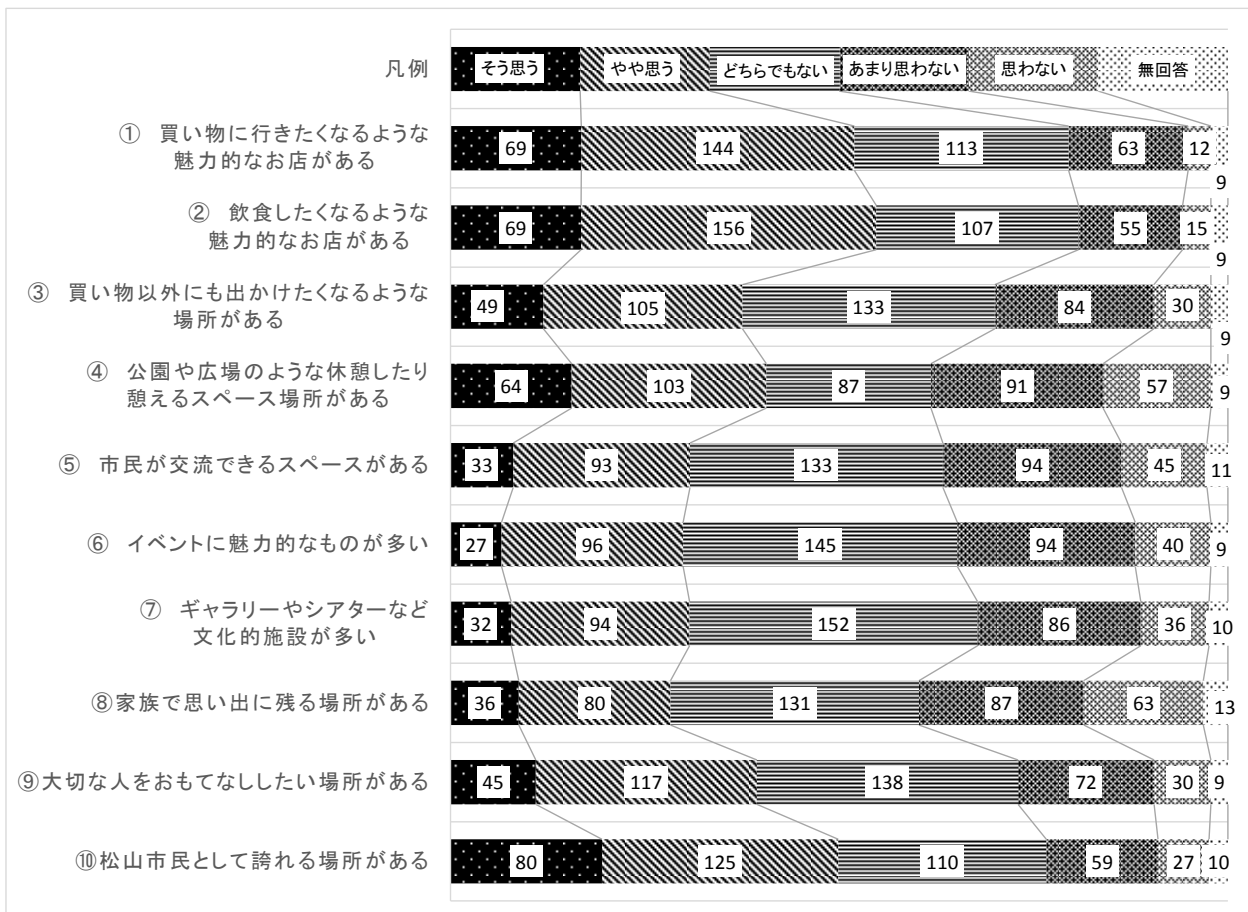 凡例
そう思う
やや思う
どちらでもない
あまり思わない
思わない
無回答
① 買い物に行きたくなるような
魅力的なお店がある
69
144
113
63
12
9
② 飲食したくなるような
魅力的なお店がある
69
156
107
55
15
9
③ 買い物以外にも出かけたくなるような
場所がある
49
105
133
84
30
9
④ 公園や広場のような休憩したり
憩えるスペース場所がある
64
103
87
91
57
9
⑤ 市民が交流できるスペースがある
33
93
133
94
45
11
⑥ イベントに魅力的なものが多い
27
96
145
94
40
9
⑦ ギャラリーやシアターなど
文化的施設が多い
32
94
152
86
36
10
⑧家族で思い出に残る場所がある
36
80
131
87
63
13
⑨大切な人をおもてなししたい場所がある
45
117
138
72
30
9
⑩松山市民として誇れる場所がある
80
125
110
59
27
10